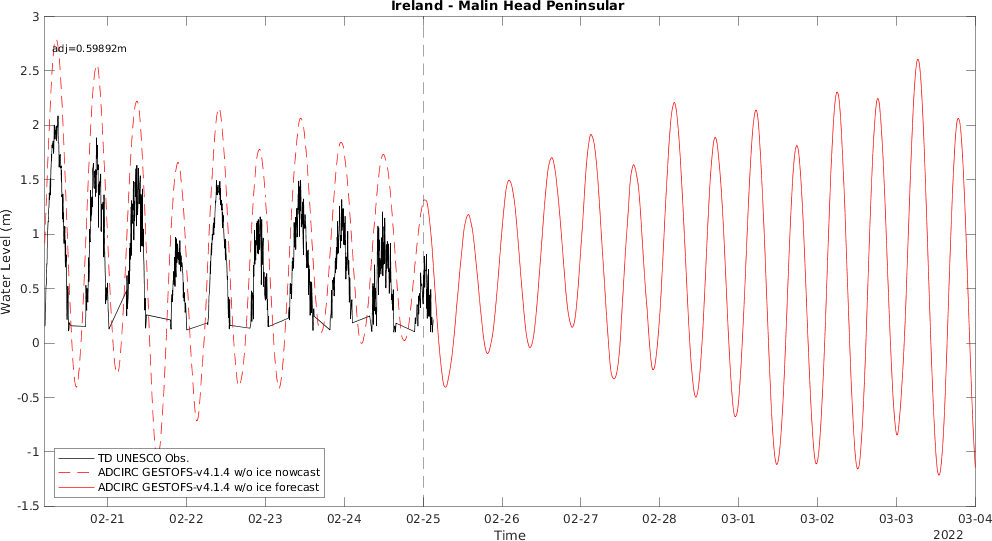 Ireland - Malin Head Peninsular
adj=0.59892m
3
2.5
2
1.5
1
0.5
0
-0.5
-1
-1.5
Water Level (m)
TD UNESCO Obs.
ADCIRC GESTOFS-v4.1.4 w/o ice nowcast
ADCIRC GESTOFS-v4.1.4 w/o ice forecast
02-21 02-22 02-23 02-24 02-25 02-26 02-27 02-28 03-01 03-02 03-03 03-04
Time
2022